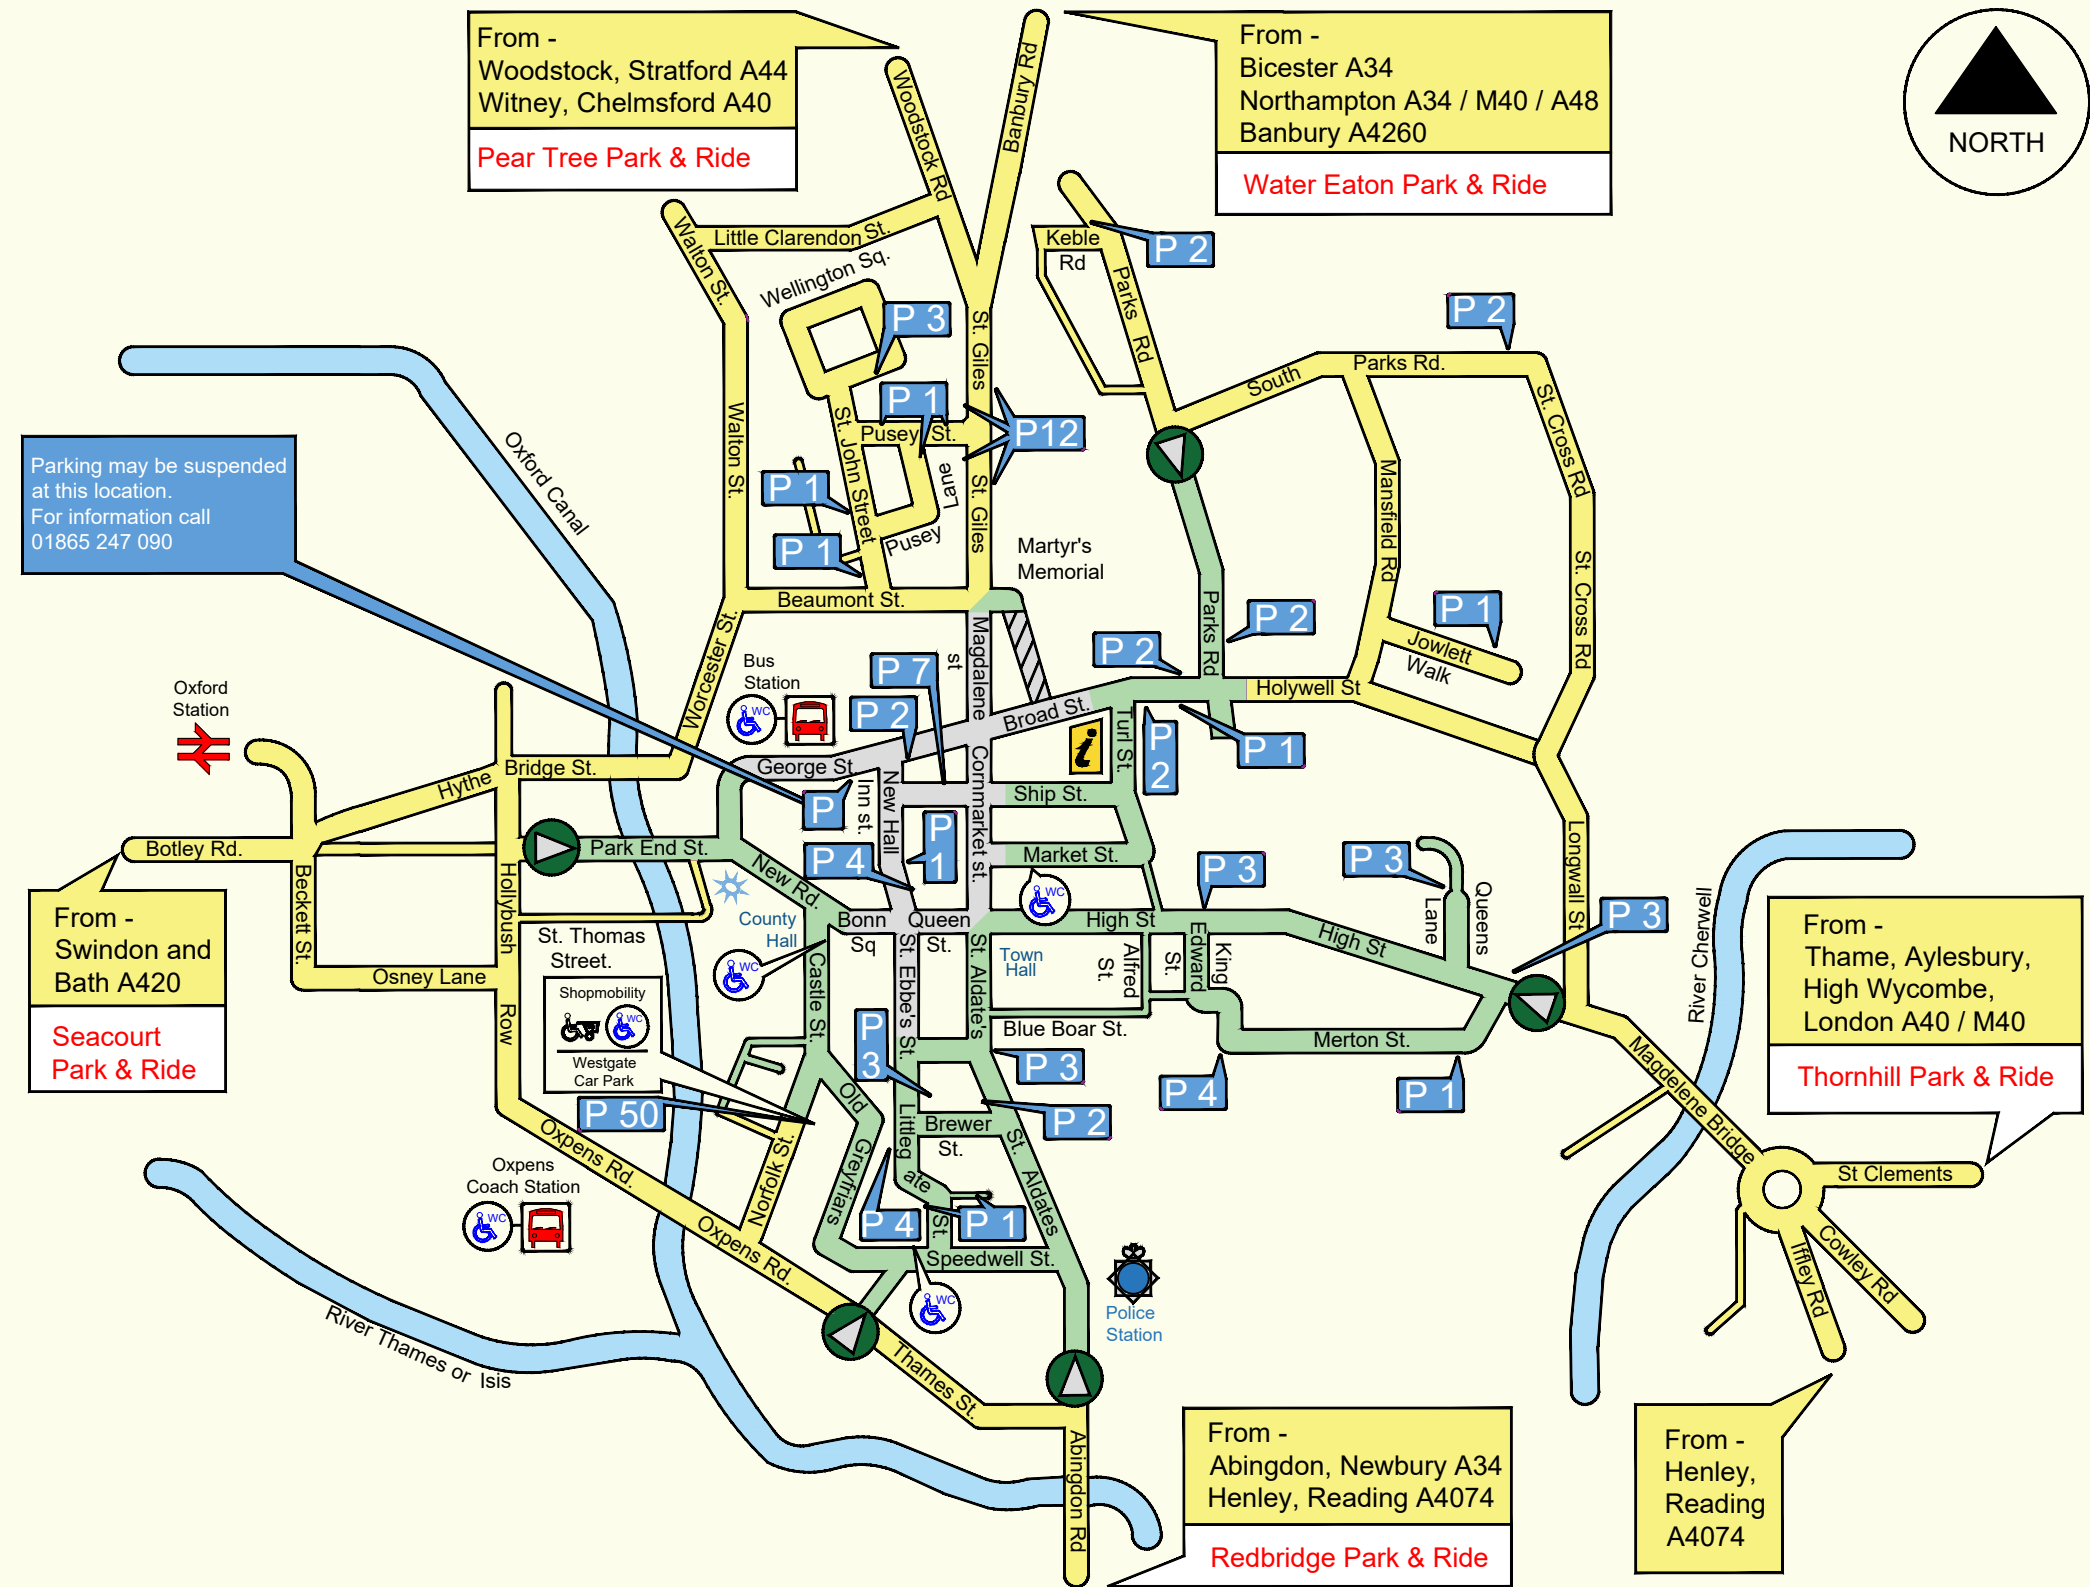 From -
Woodstock, Stratford A44
Witney, Chelmsford A40
Pear Tree Park & Ride
From -
Bicester A34
Northampton A34 / M40 / A48
Banbury A4260
Water Eaton Park & Ride
NORTH
Woodstock Rd
Banbury Rd
Walton St.
Little Clarendon St.
Wellington Sq.
Keble
Rd
P 2
Parks Rd
P 3
St. Giles
P 2
South Parks Rd.
P 1
Pusey St.
P12
St. Cross Rd
Walton St.
St. John Street
Lane
Pusey
St. Giles
Mansfield Rd
P 1
P 1
Oxford Canal
Parking may be suspended
at this location.
For information call
01865 247 090
Martyr's
Memorial
Beaumont St.
Parks Rd
P 2
P 1
St. Cross Rd
Jowlett
Walk
P 2
Worcester St.
Bus
Station
WC
P 7
Magdalene
st
P 2
Broad St.
Holywell St
Oxford
Station
Turl St.
P
2
P 1
i
George St.
Hythe Bridge St.
Inn st.
New Hall
Cornmarket st.
Ship St.
P
P
1
P 4
Botley Rd.
Park End St.
Market St.
WC
Longwall St
Beckett St.
Hollybush
Row
New Rd.
County
Hall
Bonn
Sq
Queen
St.
High St
P 3
P 3
Queens
Lane
P 3
High St
River Cherwell
From -
Swindon and
Bath A420
Seacourt
Park & Ride
St. Thomas
Street.
Osney Lane
WC
Castle St.
St. Ebbe's St.
St. Aldate's
Town
Hall
Alfred
St.
King
Edward
St.
Blue Boar St.
Merton St.
From -
Thame, Aylesbury,
High Wycombe,
London A40 / M40
Thornhill Park & Ride
Shopmobility
WC
Westgate
Car Park
P 50
P
3
P 3
P 2
P 4
P 1
Magdelene Bridge
Old
Greyfriars
Littleg
ate
St.
Brewer
St.
St. Aldates
Oxpens Rd.
Norfolk St.
Oxpens
Coach Station
WC
P 4
P 1
Speedwell St.
Oxpens Rd.
WC
Police
Station
St Clements
Cowley Rd
Iffley Rd
River Thames or Isis
Thames St.
Abingdon Rd
From -
Abingdon, Newbury A34
Henley, Reading A4074
Redbridge Park & Ride
From -
Henley,
Reading
A4074